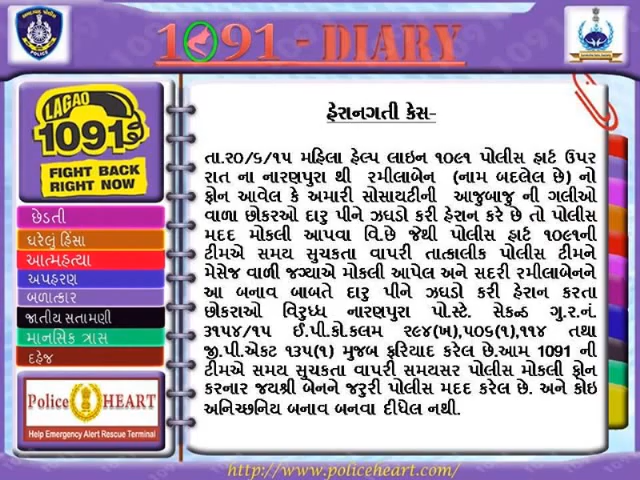 1091 - DIARY
LAGAO
1091
FIGHT BACK
RIGHT NOW
છેડતી
ઘરેલું હિંસા
આત્મહત્યા
અપહરણ
બળાત્કાર
જાતીય સતામણી
માનસિક ત્રાસ
દહેજ
Police HEART
Help Emergency Alert Rescue Terminal
હેરાનગતી કેસ-
તા.૨૦/૬/૧૫ મહિલા હેલ્પ લાઇન ૧૦૯૧ પોલીસ હાર્ટ ઉપર
રાત ના નારણપુરા થી રમીલાબેન (નામ બદલેલ છે) નો
ફોન આવેલ કે અમારી સોસાયટીની આજુબાજુ ની ગલીઓ
વાળા છોકરઓ દારુ પીને ઝઘડો કરી હેરાન કરે છે તો પોલીસ
મદદ મોકલી આપવા વિ.છે જેથી પોલીસ હાર્ટ ૧૦૯૧ની
ટીમએ સમય સુચકતા વાપરી તાત્કાલીક પોલીસ ટીમને
મેસેજ વાળી જગ્યાએ મોકલી આપેલ અને સદરી રમીલાબેનને
આ બનાવ બાબતે દારુ પીને ઝઘડો કરી હેરાન કરતા
છોકરાઓ વિરુધ્ધ નારણપુરા પો.સ્ટે. સેકન્ડ ગુ.ર.નં.
૩૧૫૪/૧૫ ઈ.પી.કો.કલમ ૨૯૪(ખ),૫૦૬(૧),૧૧૪ તથા
જી.પી.એકટ ૧૩૫(૧) મુજબ ફરિયાદ કરેલ છે.આમ 1091 ની
ટીમએ સમય સુચકતા વાપરી સમયસર પોલીસ મોકલી ફોન
કરનાર જયશ્રી બેનને જરુરી પોલીસ મદદ કરેલ છે. અને કોઇ
અનિચ્છનિય બનાવ બનવા દીધેલ નથી.
http://www.policeheart.com/